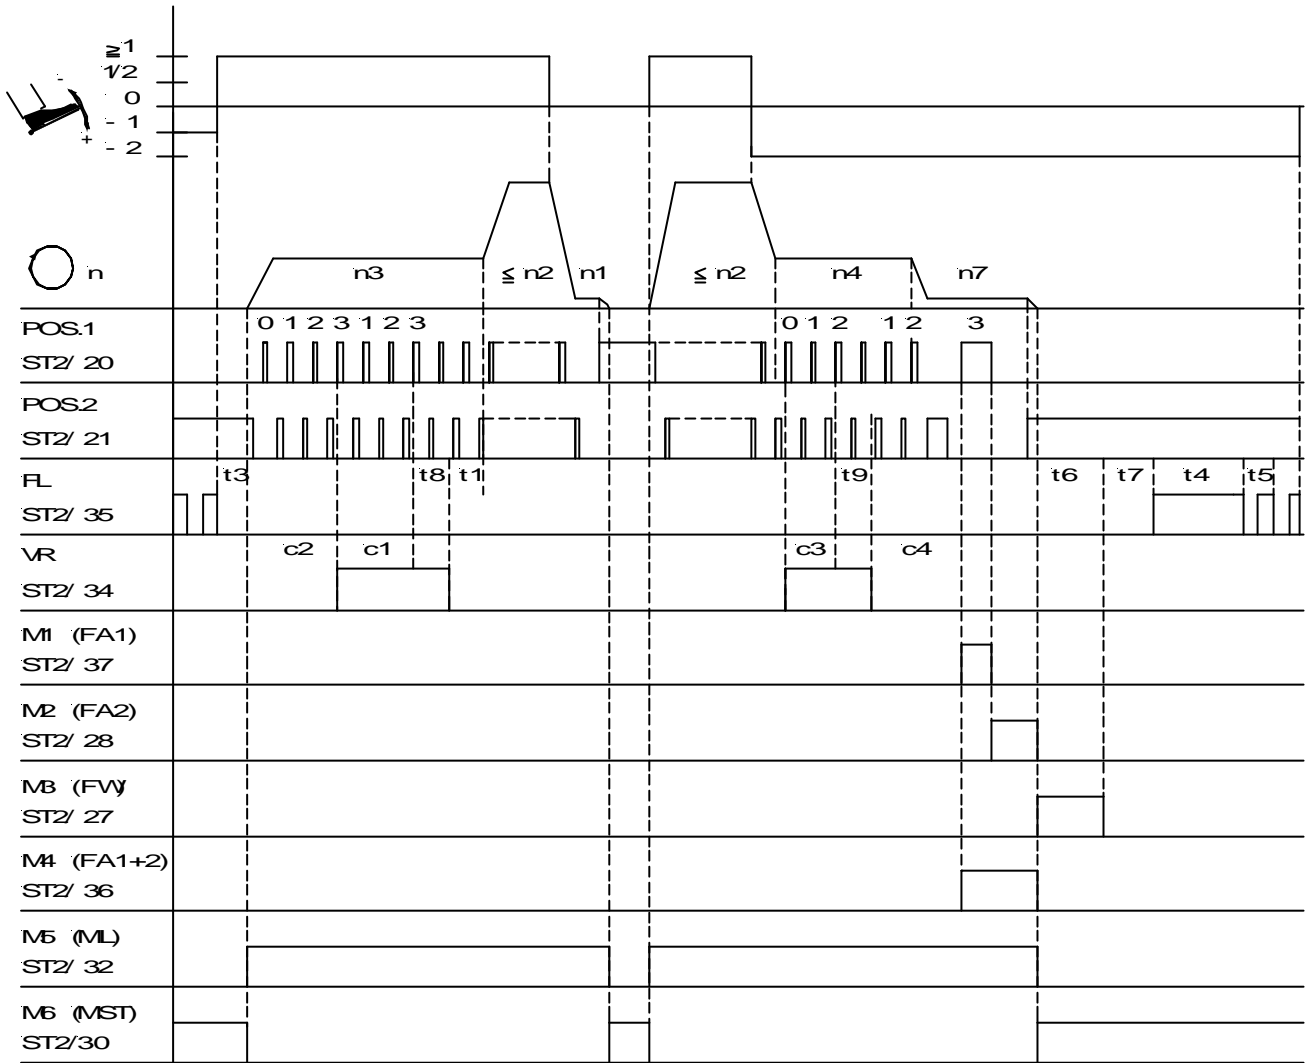 ≥1
1/2
0
- 1
- 2
-
+
n
n3 ≤ n2 n1 ≤ n2 n4 n7
POS.1 0 1 2 3 1 2 3 0 1 2 1 2 3
ST2/ 20
POS.2
ST2/ 21
FL t3 t8 t1 t9 t6 t7 t4 t5
ST2/ 35
VR c2 c1 c3 c4
ST2/ 34
M1 (FA1)
ST2/ 37
M2 (FA2)
ST2/ 28
M3 (FW)
ST2/ 27
M4 (FA1+2)
ST2/ 36
M5 (ML)
ST2/ 32
M6 (MST)
ST2/30